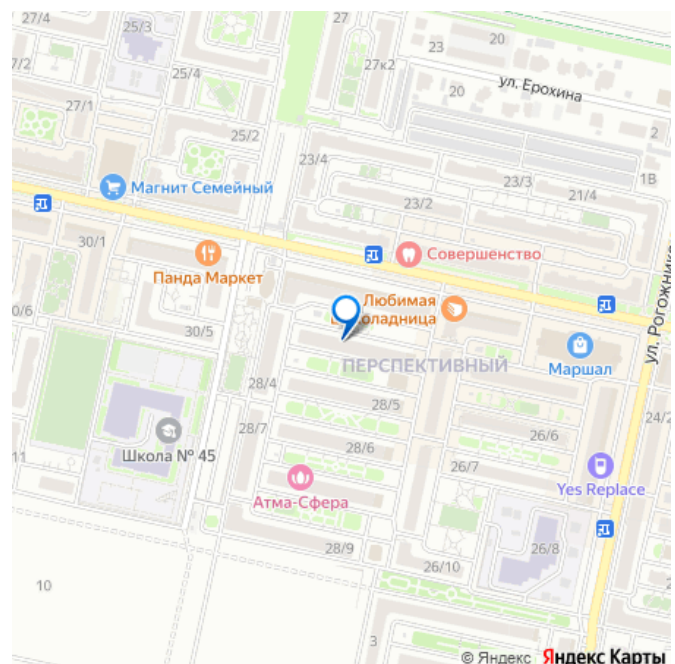 27/4
25/3
27
20
23
27к2
7/2
25/4
ул. Ерохина
20
27/1
25/2
2
23/4
23/3
1В
Магнит Семейный
21/4
23/2
30/1
Совершенство
Панда Маркет
Любимая
Шоколадница
ул. Рогожнико
0/6
30/5
ПЕРСПЕКТИВНЫЙ
Маршал
28/4
28/5
24/2
28/7
26/6
11
Школа № 45
28/6
26/7
Атма-Сфера
Yes Replace
28/9
26/8
26/10
10
3
© Яндекс Яндекс Карты